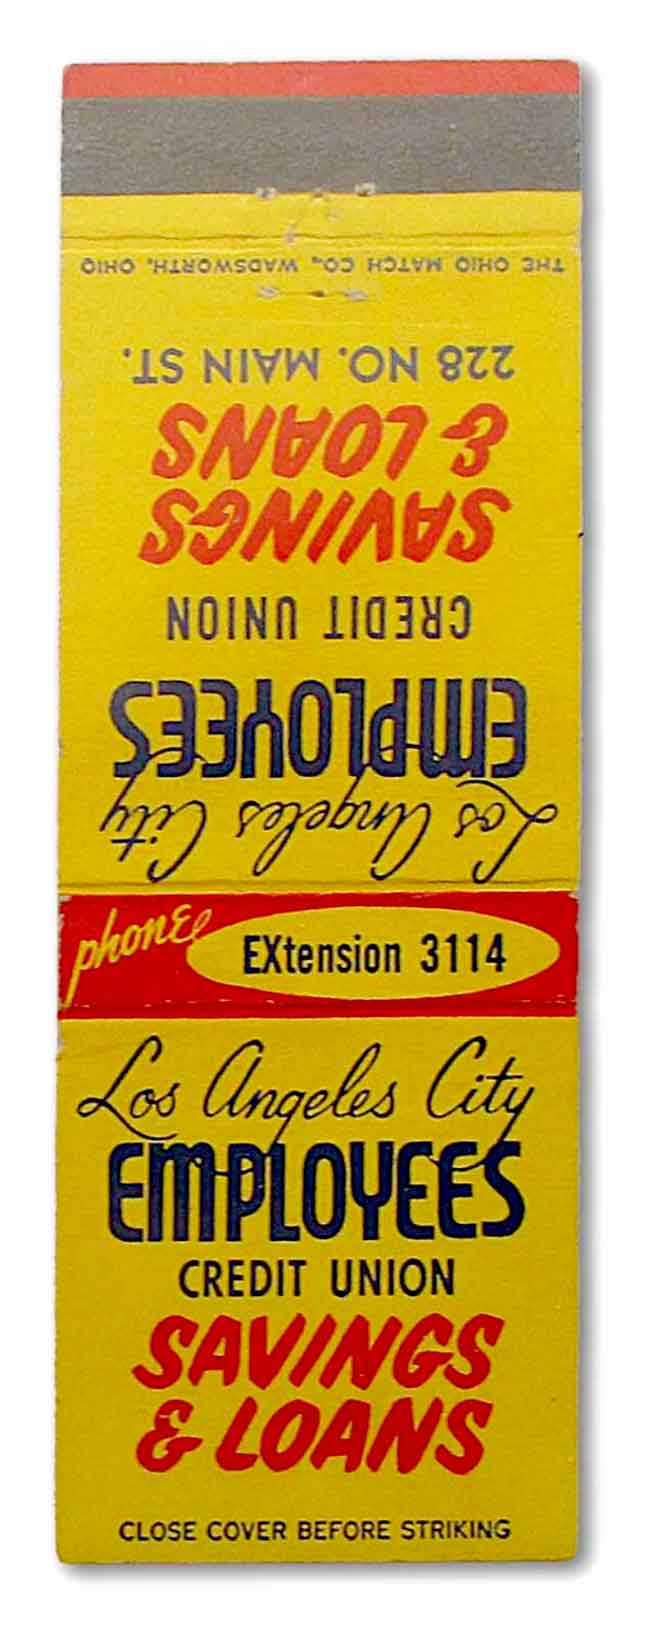 THE OHIO MATCH CO., WADSWORTH, OHIO
228 NO. MAIN ST.
SAVINGS
& LOANS
CREDIT UNION
EMPLOYEES
Los Angeles City
phone EXtension 3114
Los Angeles City
EMPLOYEES
CREDIT UNION
SAVINGS
& LOANS
CLOSE COVER BEFORE STRIKING